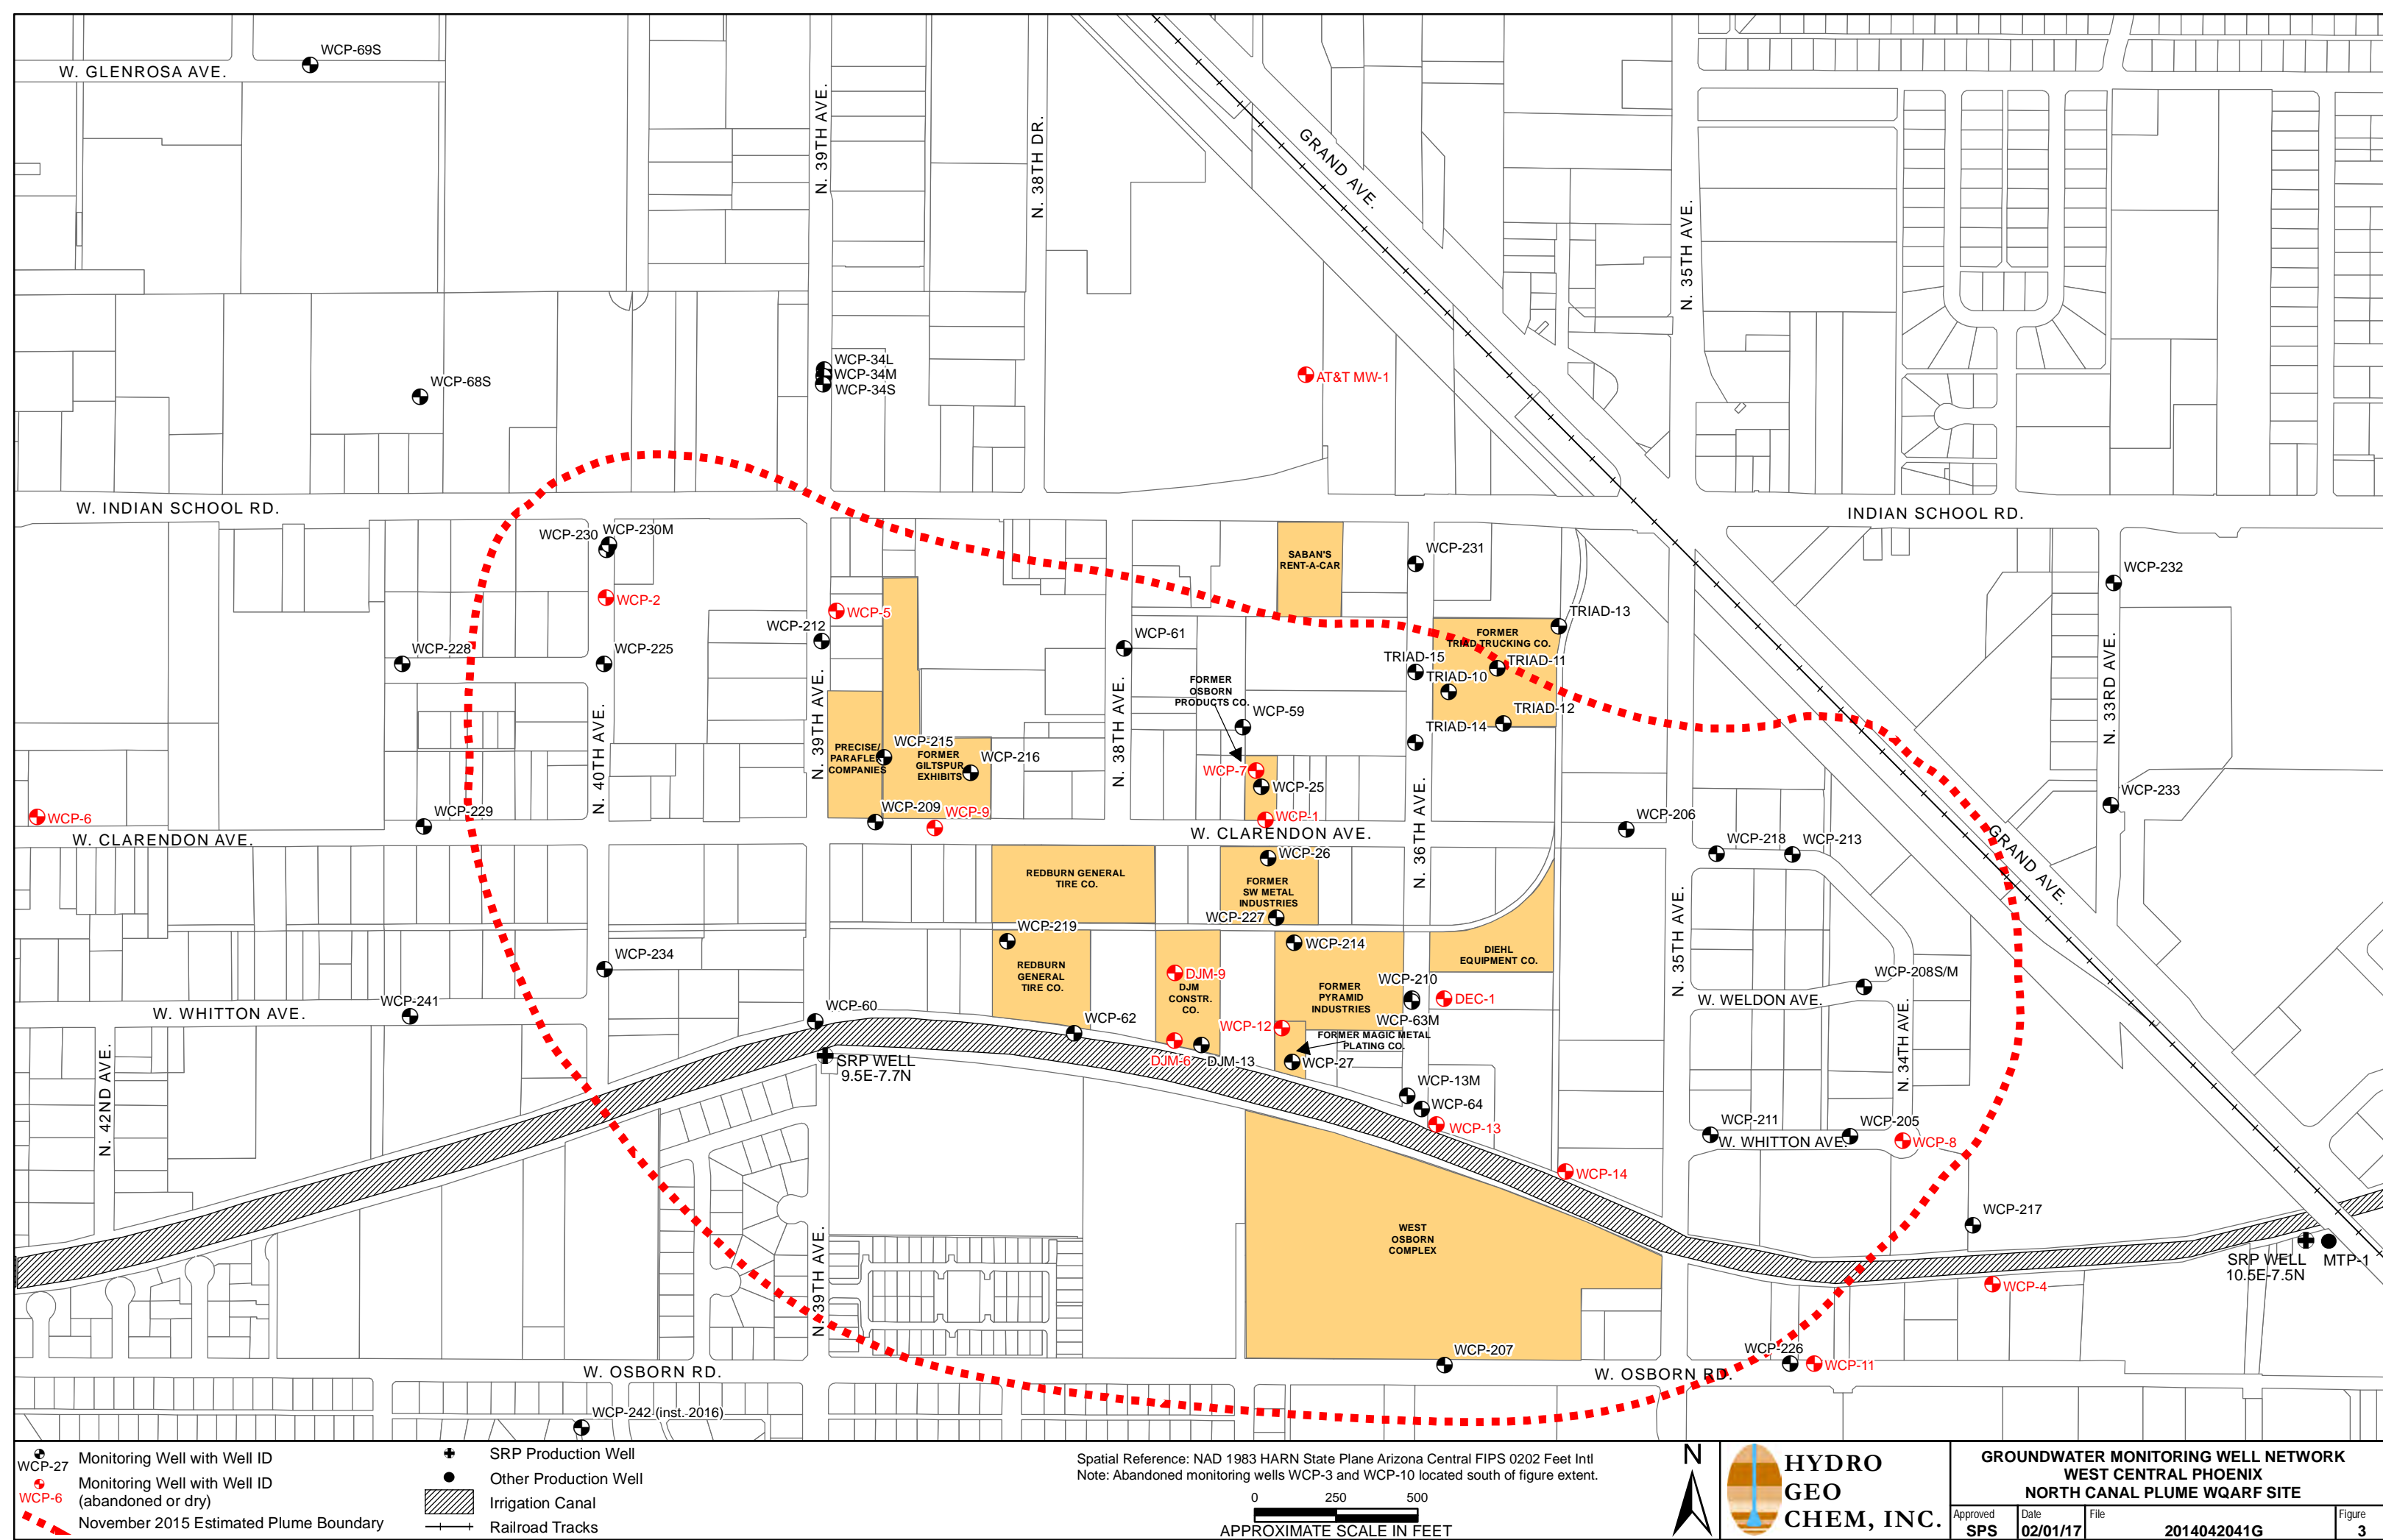 WCP-69S
W. GLENROSA AVE.
N. 39TH AVE.
N. 38TH DR.
GRAND AVE.
N. 35TH AVE.
WCP-34L
WCP-34M
WCP-34S
WCP-68S
AT&T MW-1
W. INDIAN SCHOOL RD.
INDIAN SCHOOL RD.
WCP-230
WCP-230M
SABAN'S
RENT-A-CAR
WCP-231
WCP-232
WCP-2
WCP-5
WCP-212
WCP-61
TRIAD-13
FORMER
TRIAD TRUCKING CO.
WCP-228
WCP-225
TRIAD-15
TRIAD-11
TRIAD-10
FORMER
OSBORN
PRODUCTS CO.
N. 33RD AVE.
N. 40TH AVE.
N. 39TH AVE.
N. 38TH AVE.
WCP-59
TRIAD-12
TRIAD-14
PRECISE/
PARAFLEX
COMPANIES
WCP-215
FORMER
GILTSPUR
EXHIBITS
WCP-216
WCP-7
WCP-25
N. 36TH AVE.
WCP-6
WCP-229
WCP-209
WCP-9
WCP-1
WCP-206
WCP-233
W. CLARENDON AVE.
W. CLARENDON AVE.
WCP-218
WCP-213
GRAND AVE.
WCP-26
REDBURN GENERAL
TIRE CO.
FORMER
SW METAL
INDUSTRIES
WCP-227
N. 35TH AVE.
WCP-219
WCP-214
WCP-234
DIEHL
EQUIPMENT CO.
REDBURN
GENERAL
TIRE CO.
DJM-9
DJM
CONSTR.
CO.
FORMER
PYRAMID
INDUSTRIES
WCP-210
DEC-1
WCP-208S/M
W. WELDON AVE.
WCP-241
W. WHITTON AVE.
WCP-60
WCP-62
WCP-12
WCP-63M
FORMER MAGIC METAL
PLATING CO.
N. 34TH AVE.
N. 42ND AVE.
SRP WELL
9.5E-7.7N
DJM-6
DJM-13
WCP-27
WCP-13M
WCP-64
WCP-13
WCP-211
WCP-205
W. WHITTON AVE.
WCP-8
WCP-14
WCP-217
WEST
OSBORN
COMPLEX
N. 39TH AVE.
SRP WELL
10.5E-7.5N
MTP-1
WCP-4
WCP-207
WCP-226
WCP-11
W. OSBORN RD.
W. OSBORN RD.
WCP-242 (inst. 2016)
WCP-27
Monitoring Well with Well ID
WCP-6
Monitoring Well with Well ID
(abandoned or dry)
November 2015 Estimated Plume Boundary
SRP Production Well
Other Production Well
Irrigation Canal
Railroad Tracks
Spatial Reference: NAD 1983 HARN State Plane Arizona Central FIPS 0202 Feet Intl
Note: Abandoned monitoring wells WCP-3 and WCP-10 located south of figure extent.
0 250 500
APPROXIMATE SCALE IN FEET
N
HYDRO
GEO
CHEM, INC.
GROUNDWATER MONITORING WELL NETWORK
WEST CENTRAL PHOENIX
NORTH CANAL PLUME WQARF SITE
Approved
SPS
Date
02/01/17
File
2014042041G
Figure
3